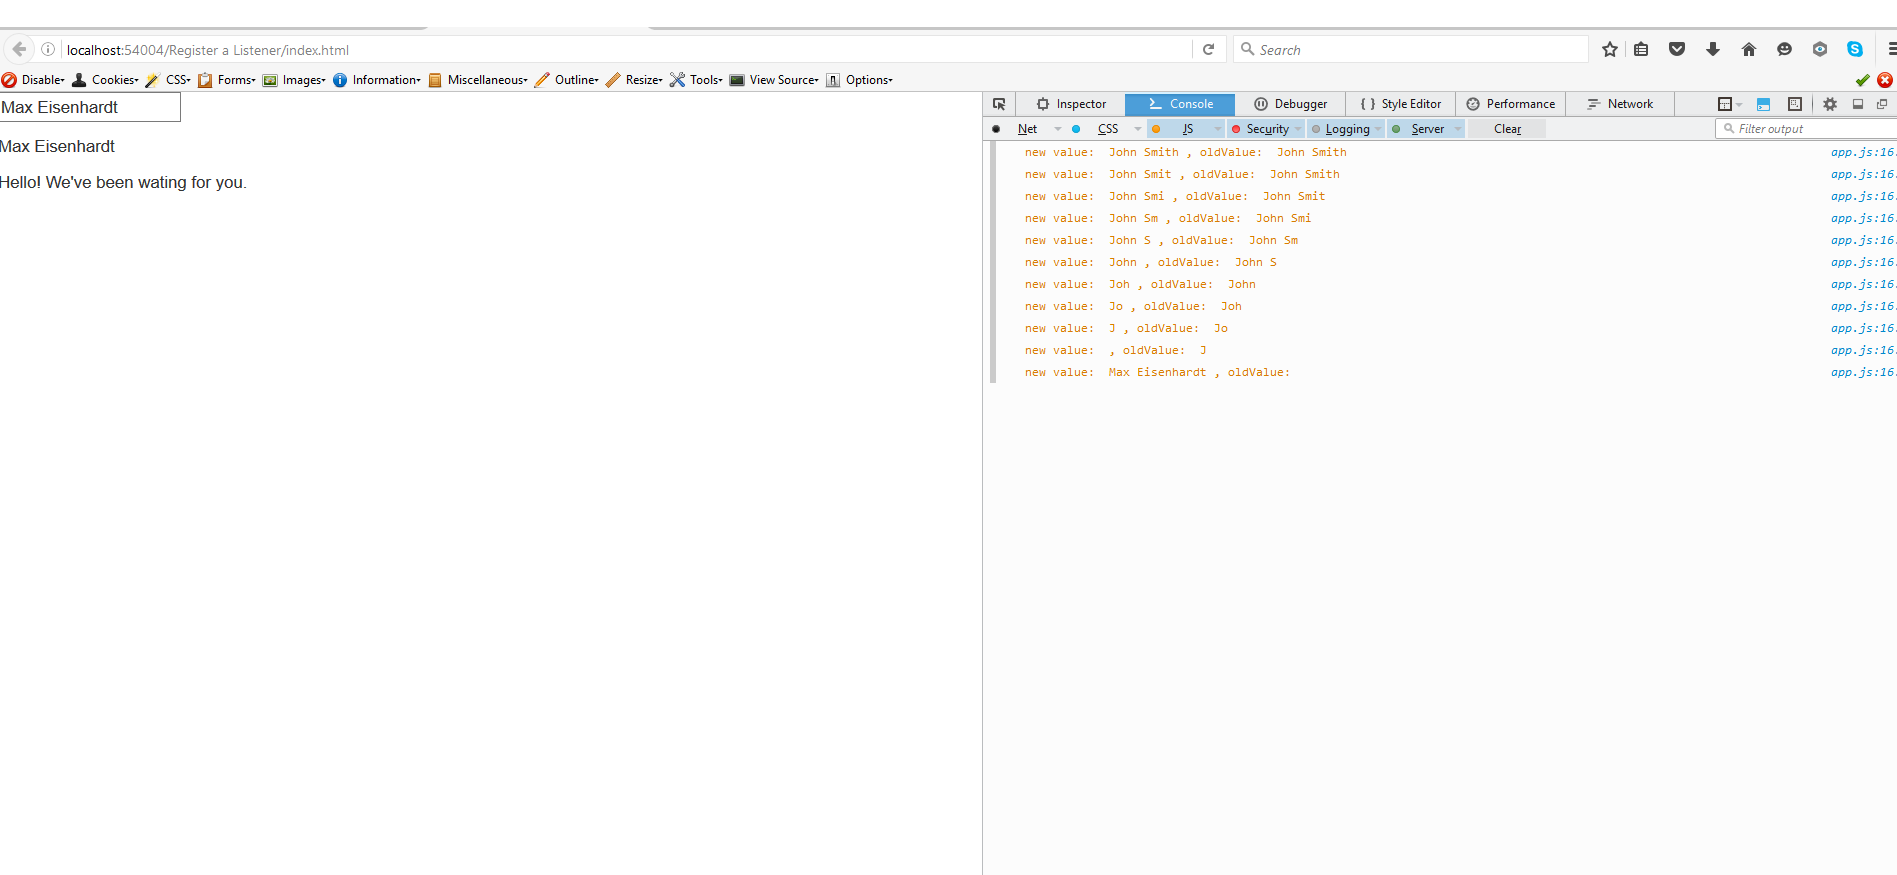 localhost:54004/Register a Listener/index.html
Search
Disable Cookies CSS Forms Images Information Miscellaneous Outline Resize Tools View Source Options
Max Eisenhardt
Max Eisenhardt
Hello! We've been wating for you.
Inspector Console Debugger Style Editor Performance Network
Net CSS JS Security Logging Server Clear Filter output
new value:  John Smith , oldValue:  John Smith app.js:16
new value:  John Smit , oldValue:  John Smith app.js:16
new value:  John Smi , oldValue:  John Smit app.js:16
new value:  John Sm , oldValue:  John Smi app.js:16
new value:  John S , oldValue:  John Sm app.js:16
new value:  John , oldValue:  John S app.js:16
new value:  Joh , oldValue:  John app.js:16
new value:  Jo , oldValue:  Joh app.js:16
new value:  J , oldValue:  Jo app.js:16
new value:  , oldValue:  J app.js:16
new value:  Max Eisenhardt , oldValue: app.js:16